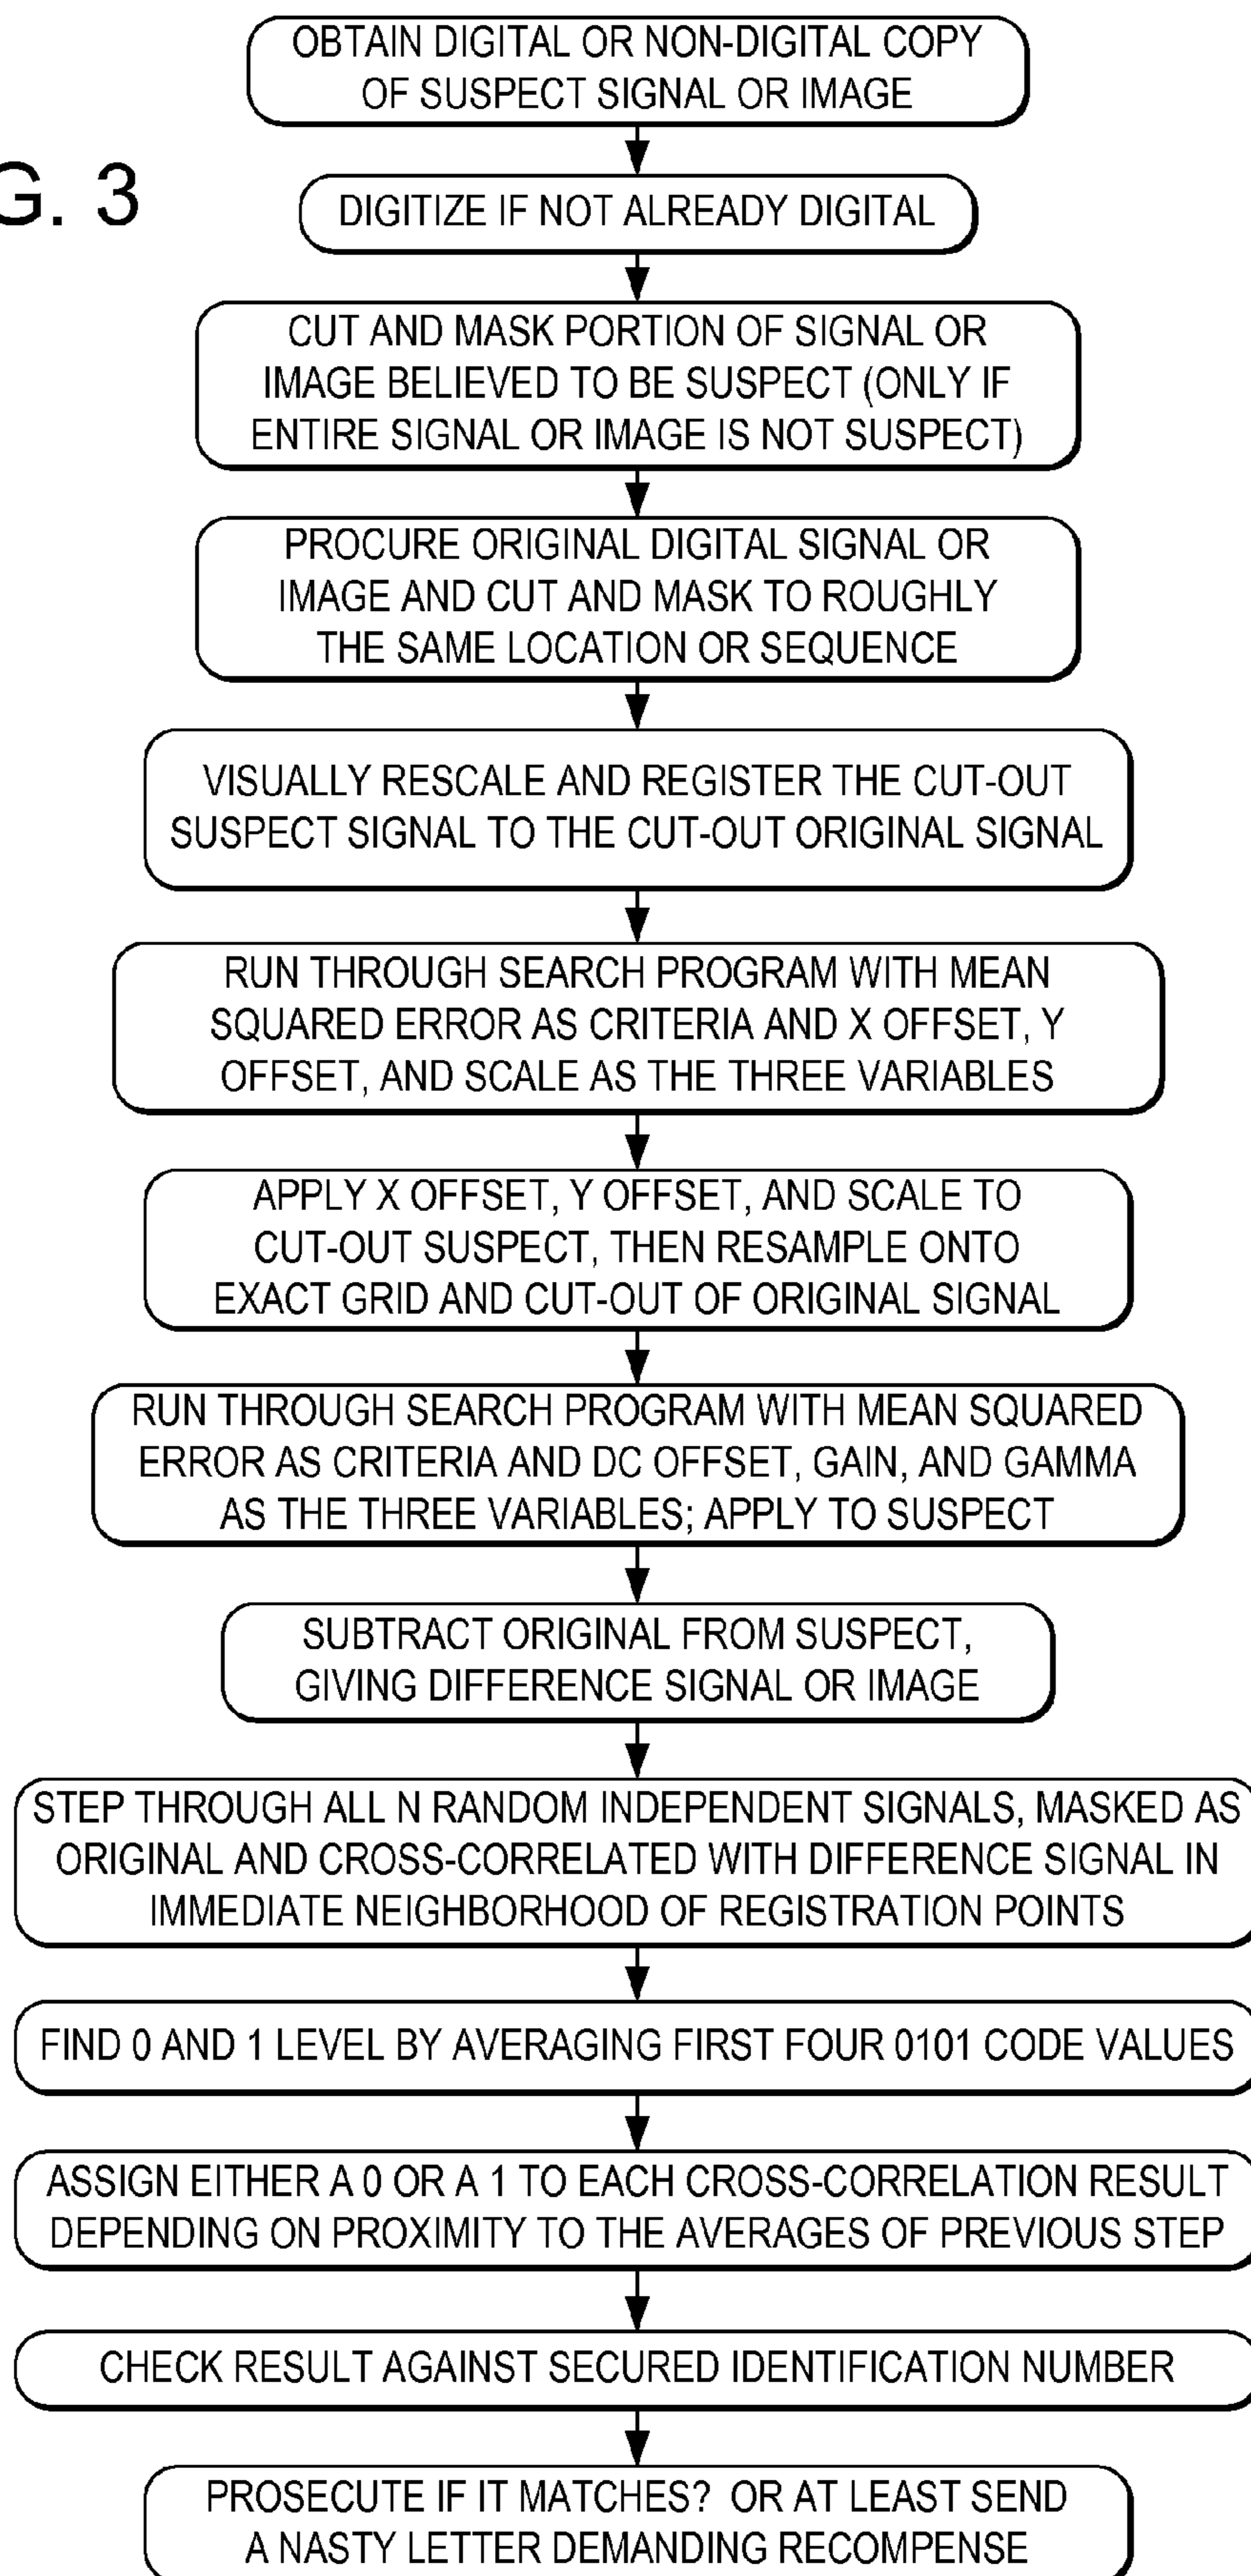 OBTAIN DIGITAL OR NON-DIGITAL COPY
OF SUSPECT SIGNAL OR IMAGE
G. 3
DIGITIZE IF NOT ALREADY DIGITAL
CUT AND MASK PORTION OF SIGNAL OR
IMAGE BELIEVED TO BE SUSPECT (ONLY IF
ENTIRE SIGNAL OR IMAGE IS NOT SUSPECT)
PROCURE ORIGINAL DIGITAL SIGNAL OR
IMAGE AND CUT AND MASK TO ROUGHLY
THE SAME LOCATION OR SEQUENCE
VISUALLY RESCALE AND REGISTER THE CUT-OUT
SUSPECT SIGNAL TO THE CUT-OUT ORIGINAL SIGNAL
RUN THROUGH SEARCH PROGRAM WITH MEAN
SQUARED ERROR AS CRITERIA AND X OFFSET, Y
OFFSET, AND SCALE AS THE THREE VARIABLES
APPLY X OFFSET, Y OFFSET, AND SCALE TO
CUT-OUT SUSPECT, THEN RESAMPLE ONTO
EXACT GRID AND CUT-OUT OF ORIGINAL SIGNAL
RUN THROUGH SEARCH PROGRAM WITH MEAN SQUARED
ERROR AS CRITERIA AND DC OFFSET, GAIN, AND GAMMA
AS THE THREE VARIABLES; APPLY TO SUSPECT
SUBTRACT ORIGINAL FROM SUSPECT,
GIVING DIFFERENCE SIGNAL OR IMAGE
STEP THROUGH ALL N RANDOM INDEPENDENT SIGNALS, MASKED AS
ORIGINAL AND CROSS-CORRELATED WITH DIFFERENCE SIGNAL IN
IMMEDIATE NEIGHBORHOOD OF REGISTRATION POINTS
FIND 0 AND 1 LEVEL BY AVERAGING FIRST FOUR 0101 CODE VALUES
ASSIGN EITHER A 0 OR A 1 TO EACH CROSS-CORRELATION RESULT
DEPENDING ON PROXIMITY TO THE AVERAGES OF PREVIOUS STEP
CHECK RESULT AGAINST SECURED IDENTIFICATION NUMBER
PROSECUTE IF IT MATCHES? OR AT LEAST SEND
A NASTY LETTER DEMANDING RECOMPENSE